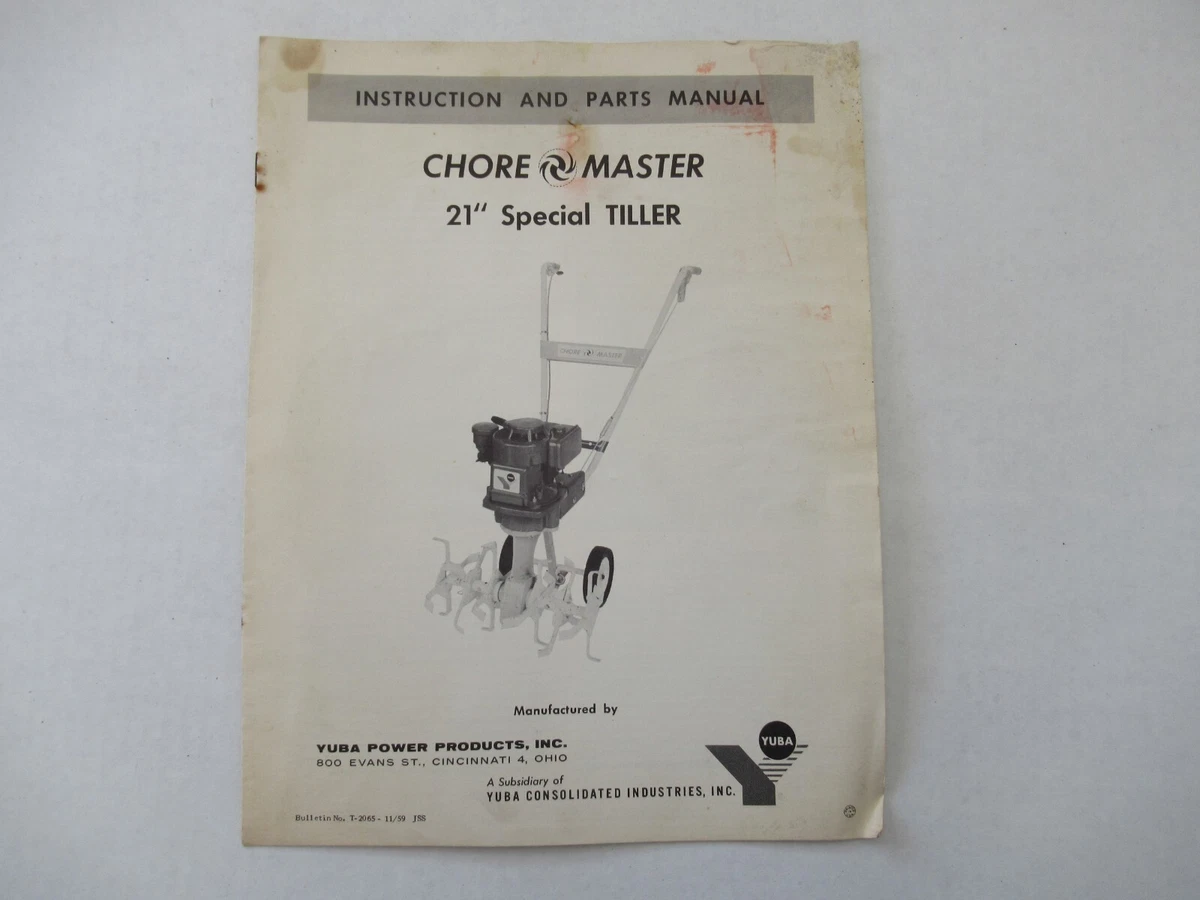 INSTRUCTION AND PARTS MANUAL
CHORE MASTER
21" Special TILLER
CHORE MASTER
Manufactured by
YUBA POWER PRODUCTS, INC.
800 EVANS ST., CINCINNATI 4, OHIO
A Subsidiary of
YUBA CONSOLIDATED INDUSTRIES, INC.
YUBA
Bulletin No. T-2065 - 11/59 JSS